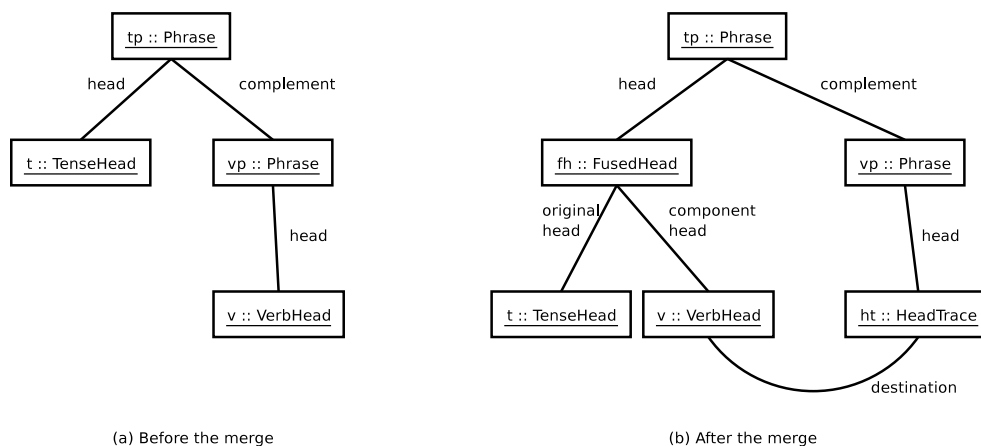 tp :: Phrase
head
complement
t :: TenseHead
vp :: Phrase
head
v :: VerbHead
(a) Before the merge
tp :: Phrase
head
complement
fh :: FusedHead
vp :: Phrase
original
head
component
head
head
t :: TenseHead
v :: VerbHead
ht :: HeadTrace
destination
(b) After the merge